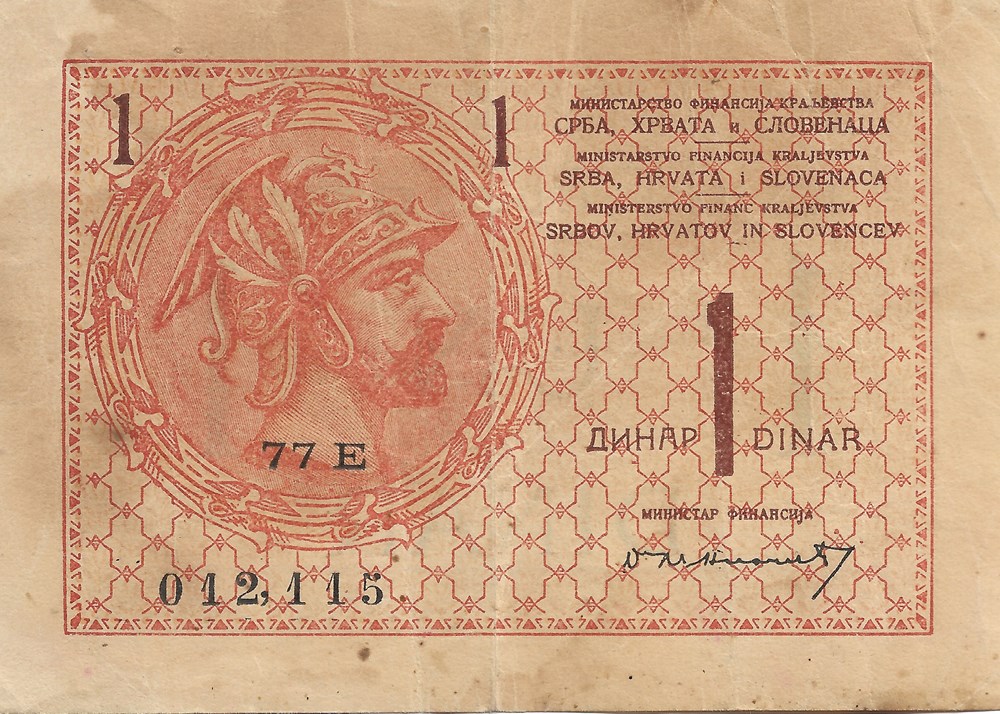 1 1
МИНИСТАРСТВО ФИНАНСИЈА КРАЉЕВСТВА
СРБА, ХРВАТА и СЛОВЕНАЦА
MINISTARSTVO FINANCIJA KRALJEVSTVA
SRBA, HRVATA i SLOVENACA
MINISTERSTVO FINANC KRALJEVSTVA
SRBOV, HRVATOV IN SLOVENCEV
ДИНАР 1 DINAR
77 E
МИНИСТАР ФИНАНСИЈА
012,115